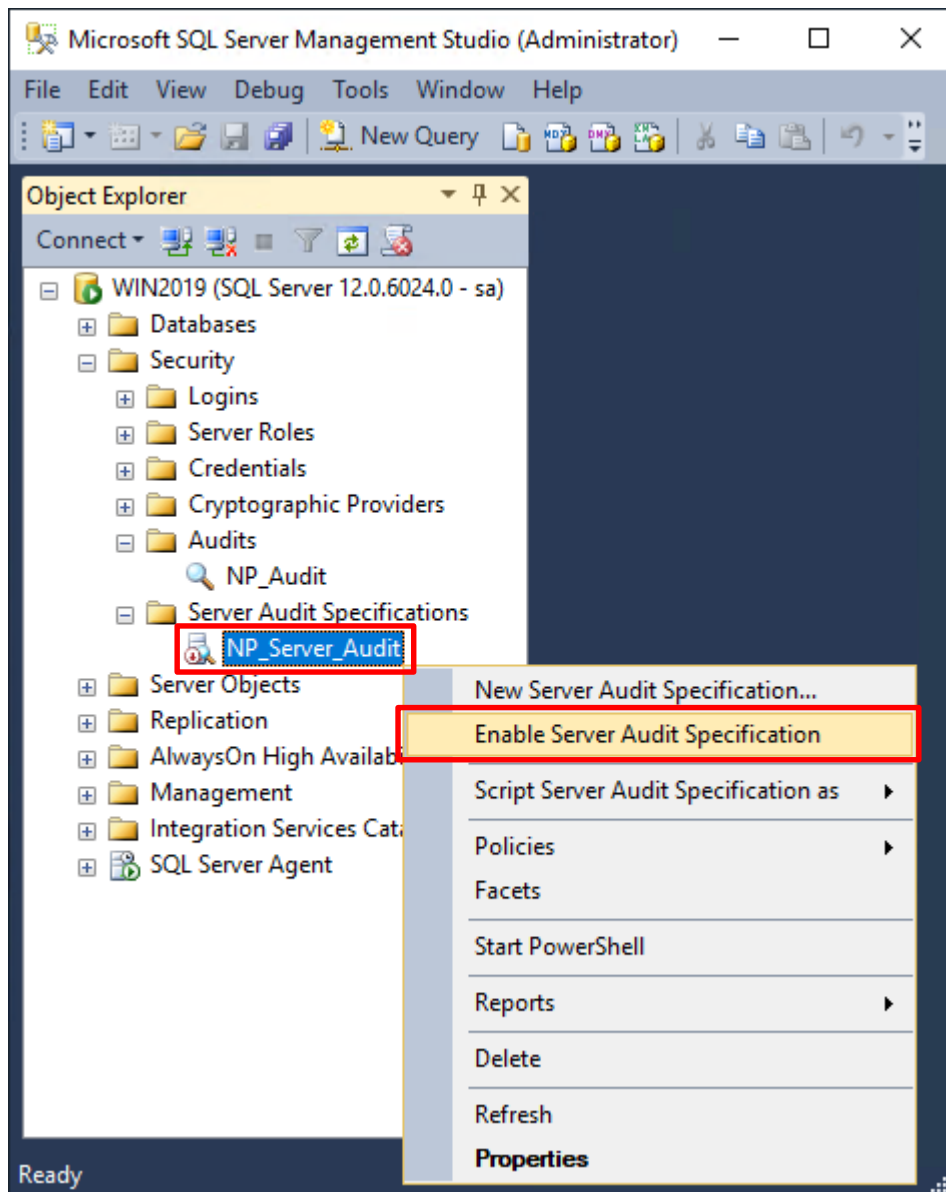 Microsoft SQL Server Management Studio (Administrator)
File Edit View Debug Tools Window Help
New Query
Object Explorer
Connect
WIN2019 (SQL Server 12.0.6024.0 - sa)
Databases
Security
Logins
Server Roles
Credentials
Cryptographic Providers
Audits
NP_Audit
Server Audit Specifications
NP_Server_Audit
Server Objects
Replication
AlwaysOn High Availabi
Management
Integration Services Cata
SQL Server Agent
New Server Audit Specification...
Enable Server Audit Specification
Script Server Audit Specification as
Policies
Facets
Start PowerShell
Reports
Delete
Refresh
Properties
Ready